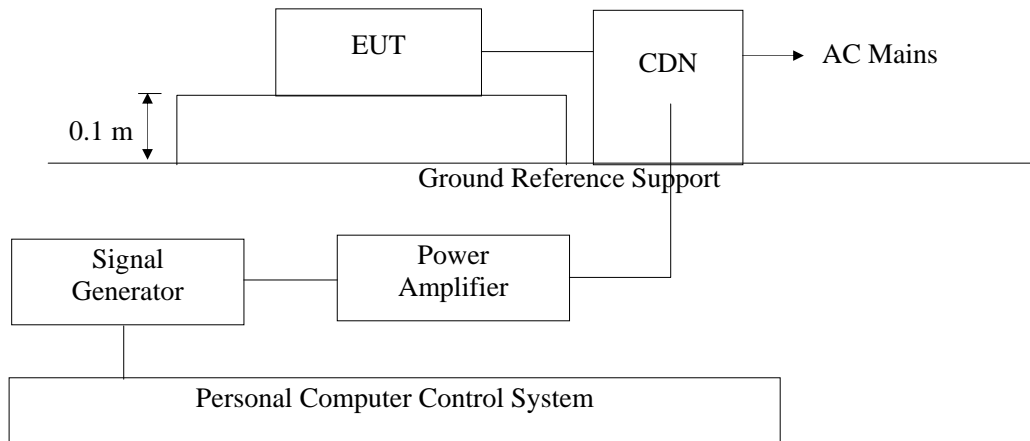 EUT
CDN
AC Mains
0.1 m
Ground Reference Support
Signal
Generator
Power
Amplifier
Personal Computer Control System